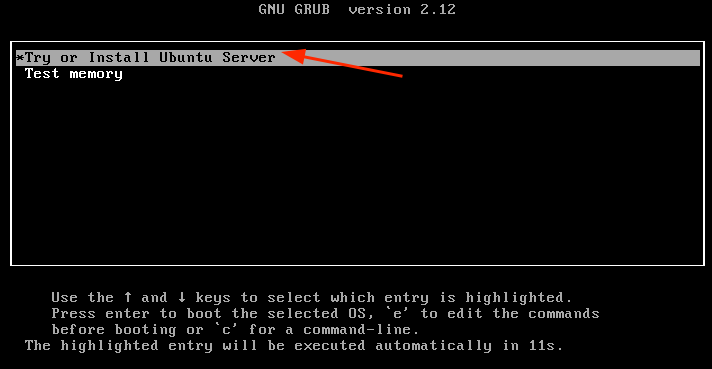 GNU GRUB  version 2.12
*Try or Install Ubuntu Server
Test memory
Use the ↑ and ↓ keys to select which entry is highlighted.
Press enter to boot the selected OS, `e' to edit the commands
before booting or `c' for a command-line.
The highlighted entry will be executed automatically in 11s.